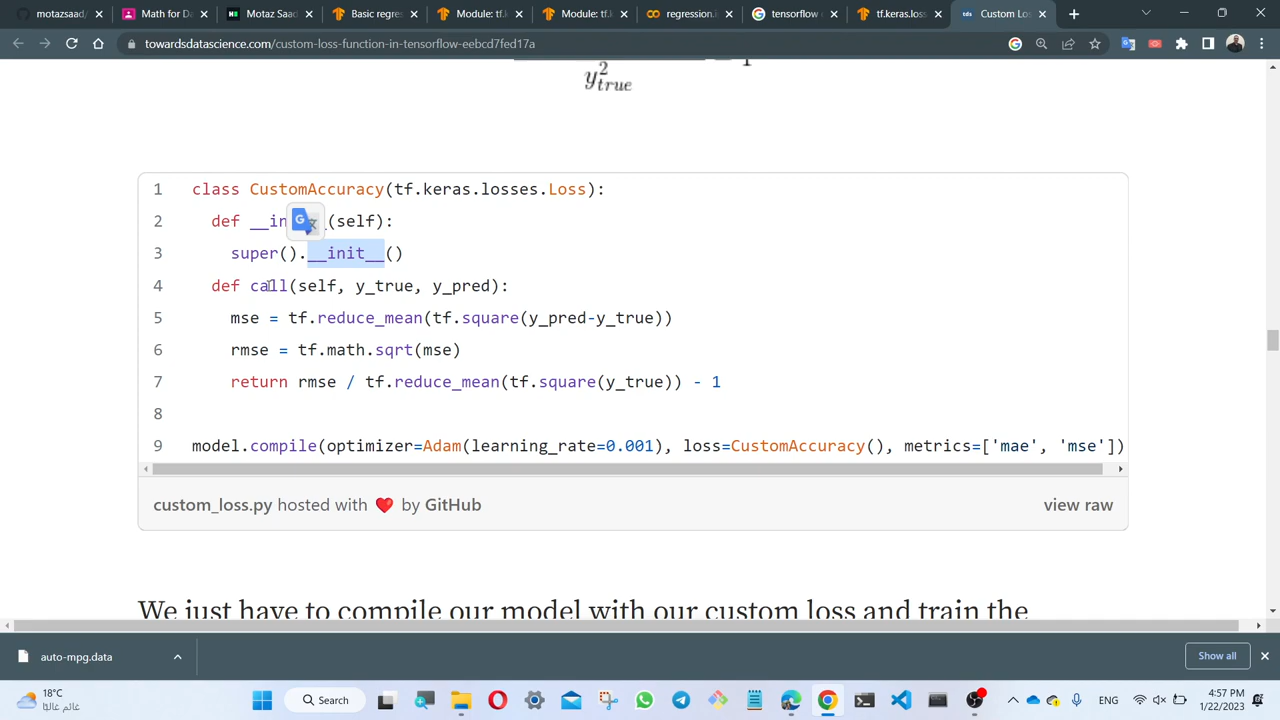 motazsaad/
Math for Da
Motaz Saad
Basic regres
Module: tf.k
Module: tf.k
regression.i
tensorflow
tf.keras.loss
Custom Los
towardsdatascience.com/custom-loss-function-in-tensorflow-eebcd7fed17a
y²true
1 class CustomAccuracy(tf.keras.losses.Loss):
2 def __in (self):
3 super().__init__()
4 def call(self, y_true, y_pred):
5 mse = tf.reduce_mean(tf.square(y_pred-y_true))
6 rmse = tf.math.sqrt(mse)
7 return rmse / tf.reduce_mean(tf.square(y_true)) - 1
8
9 model.compile(optimizer=Adam(learning_rate=0.001), loss=CustomAccuracy(), metrics=['mae', 'mse'])
custom_loss.py hosted with ❤ by GitHub
view raw
We just have to compile our model with our custom loss and train the
auto-mpg.data
Show all
18°C
غائم غالبًا
Search
ENG
4:57 PM
1/22/2023